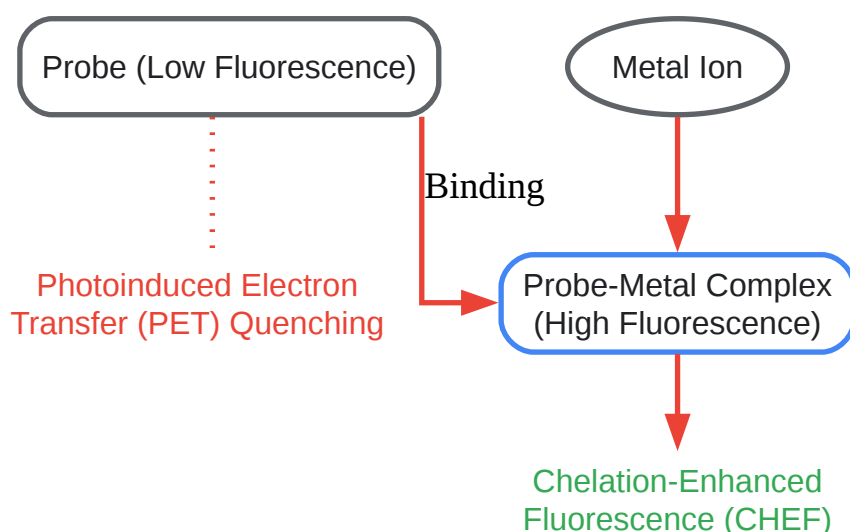 Probe (Low Fluorescence)
Metal Ion
Binding
Photoinduced Electron
Transfer (PET) Quenching
Probe-Metal Complex
(High Fluorescence)
Chelation-Enhanced
Fluorescence (CHEF)